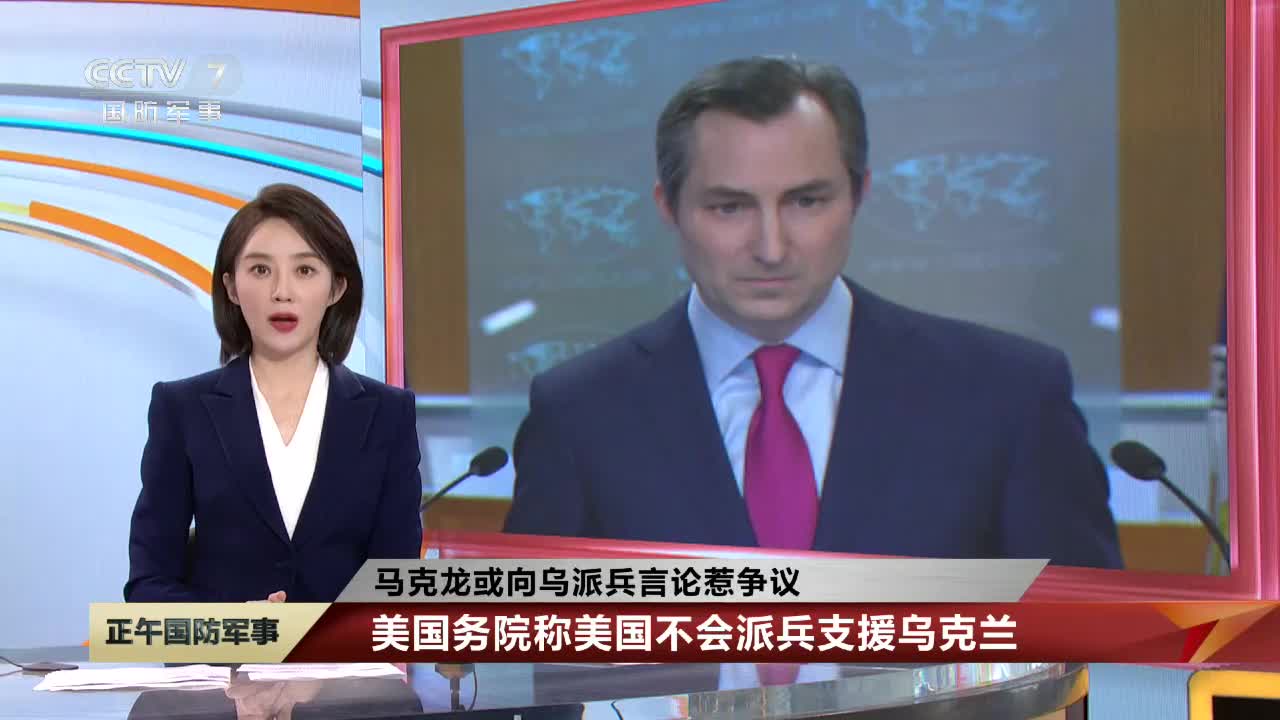 CCTV 7
国防军事
马克龙或向乌派兵言论惹争议
正午国防军事
美国务院称美国不会派兵支援乌克兰